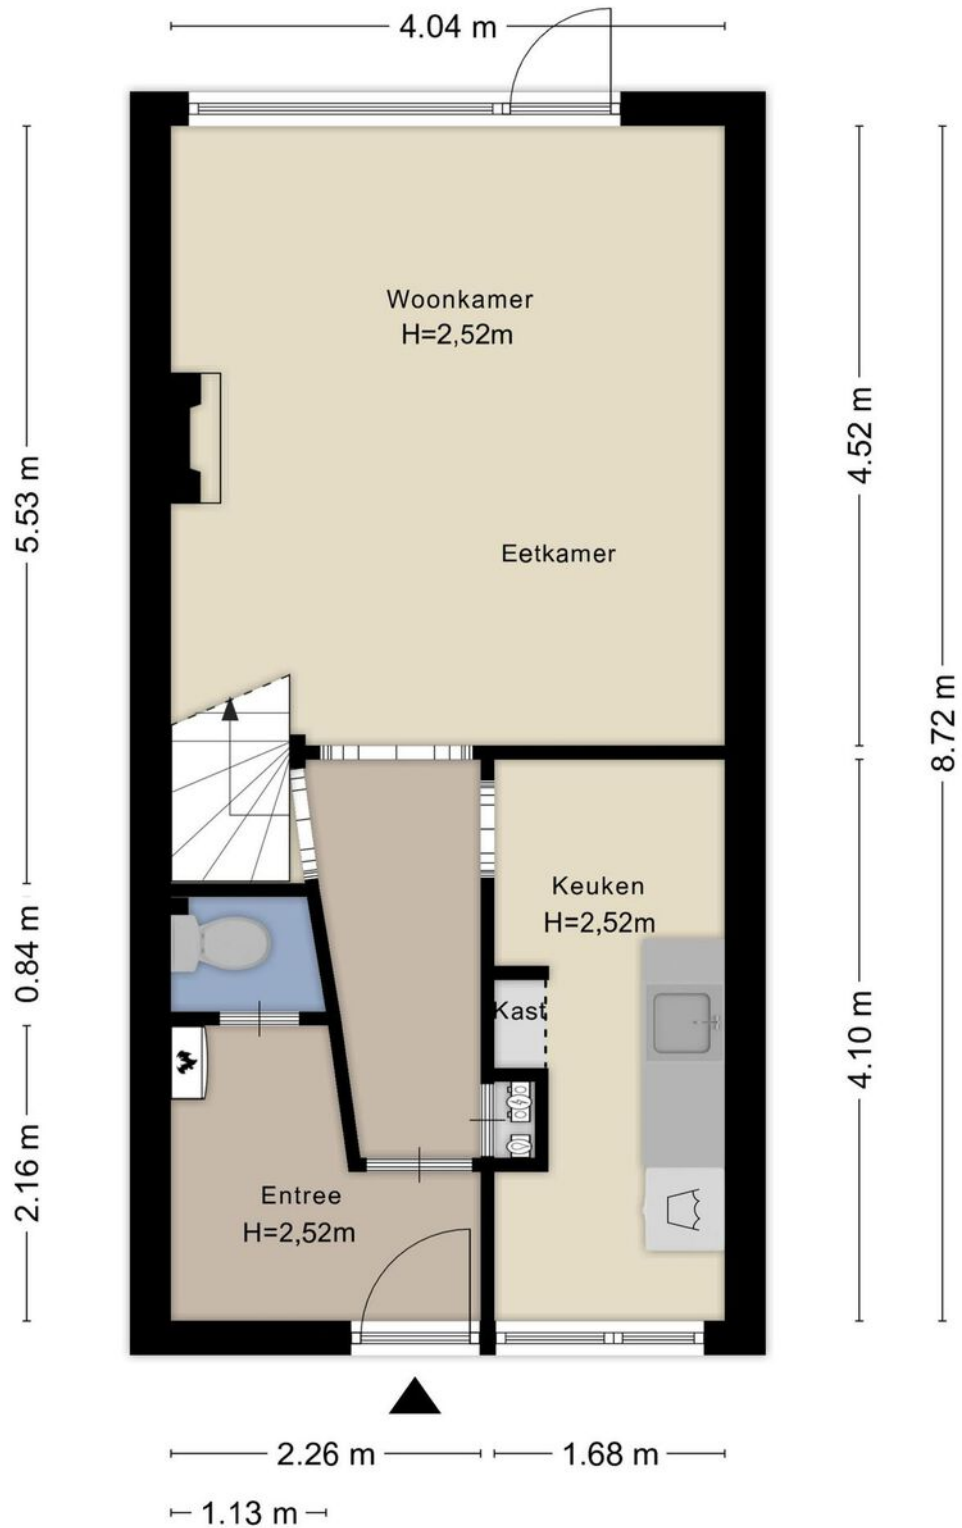 4.04 m
Woonkamer
H=2,52m
4.52 m
5.53 m
Eetkamer
8.72 m
Keuken
H=2,52m
0.84 m
Kast
4.10 m
2.16 m
Entree
H=2,52m
2.26 m
1.68 m
1.13 m